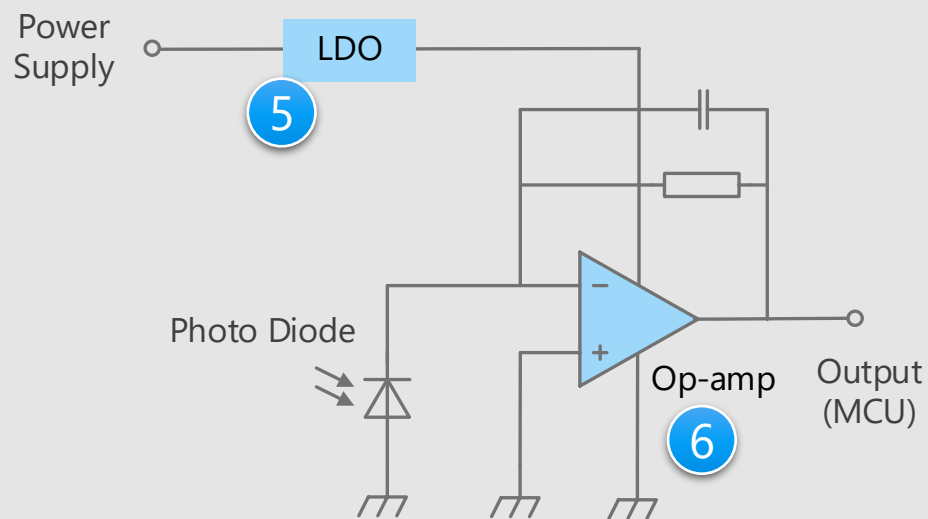 Power
Supply
LDO
5
Photo Diode
−
+
Op-amp
6
Output
(MCU)